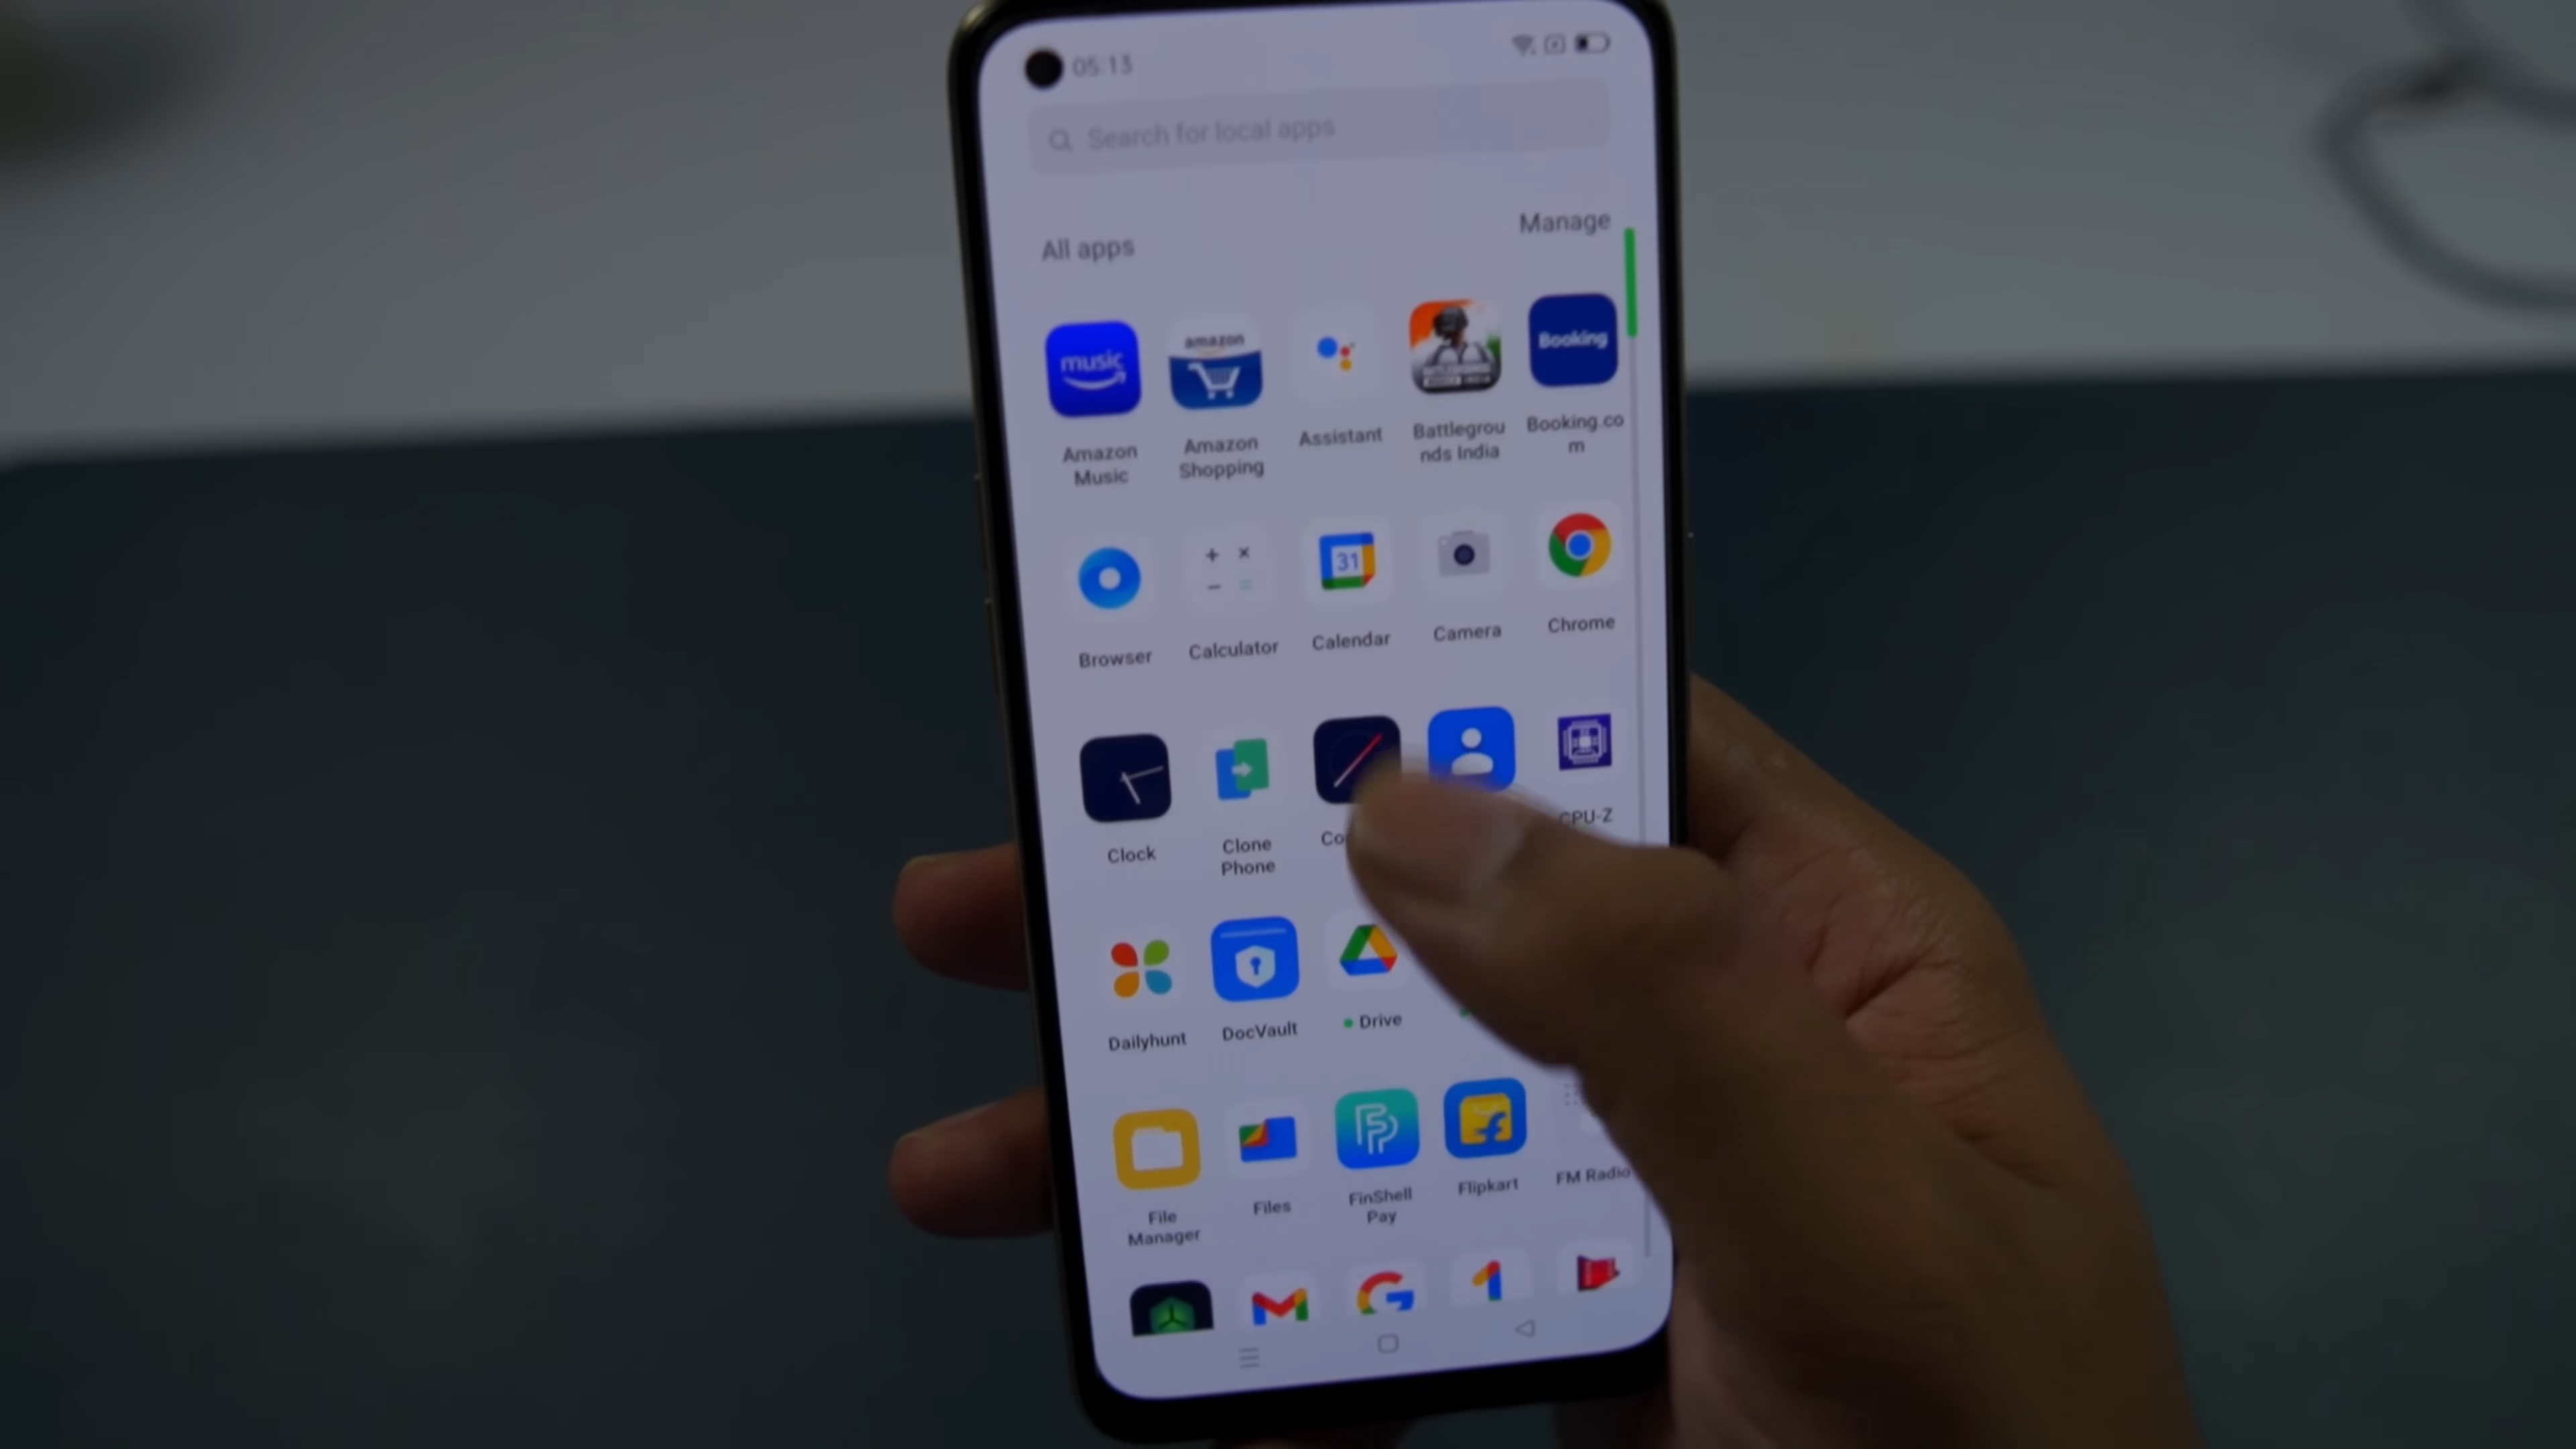 05:13
Search for local apps
Manage
All apps
music
amazon
Booking
Amazon
Music
Amazon
Shopping
Assistant
Battlegrou
nds India
Booking.co
m
31
Browser
Calculator
Calendar
Camera
Chrome
Clock
Clone
Phone
CPU-Z
Dailyhunt
DocVault
Drive
File
Manager
Files
FinShell
Pay
Flipkart
FM Radio